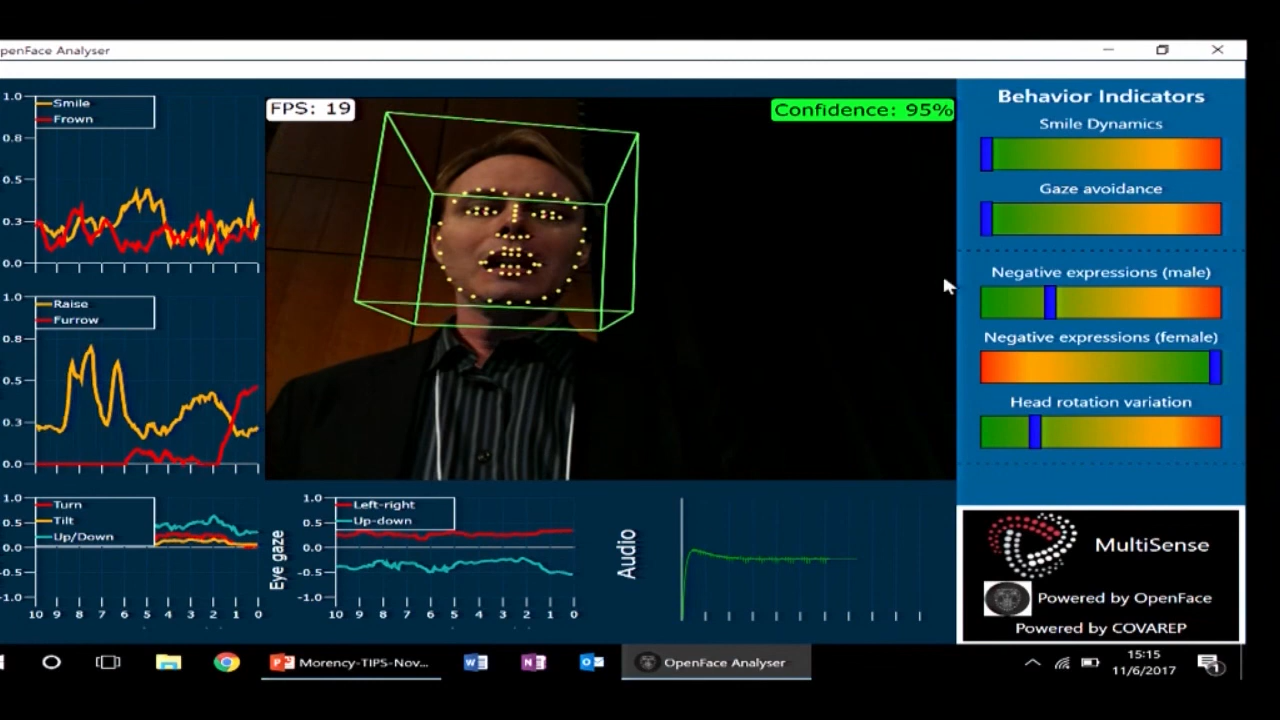 penFace Analyser
1.0
0.8
0.5
0.3
0.0
Smile
Frown
1.0
0.8
0.5
0.3
0.0
Raise
Furrow
1.0
0.5
0.0
-0.5
-1.0
Turn
Tilt
Up/Down
10 9 8 7 6 5 4 3 2 1 0
FPS: 19
Confidence: 95%
Eye gaze
1.0
0.5
0.0
-0.5
-1.0
Left-right
Up-down
10 9 8 7 6 5 4 3 2 1 0
Audio
Behavior Indicators
Smile Dynamics
Gaze avoidance
Negative expressions (male)
Negative expressions (female)
Head rotation variation
MultiSense
Powered by OpenFace
Powered by COVAREP
Morency-TIPS-Nov...
OpenFace Analyser
15:15
11/6/2017
1